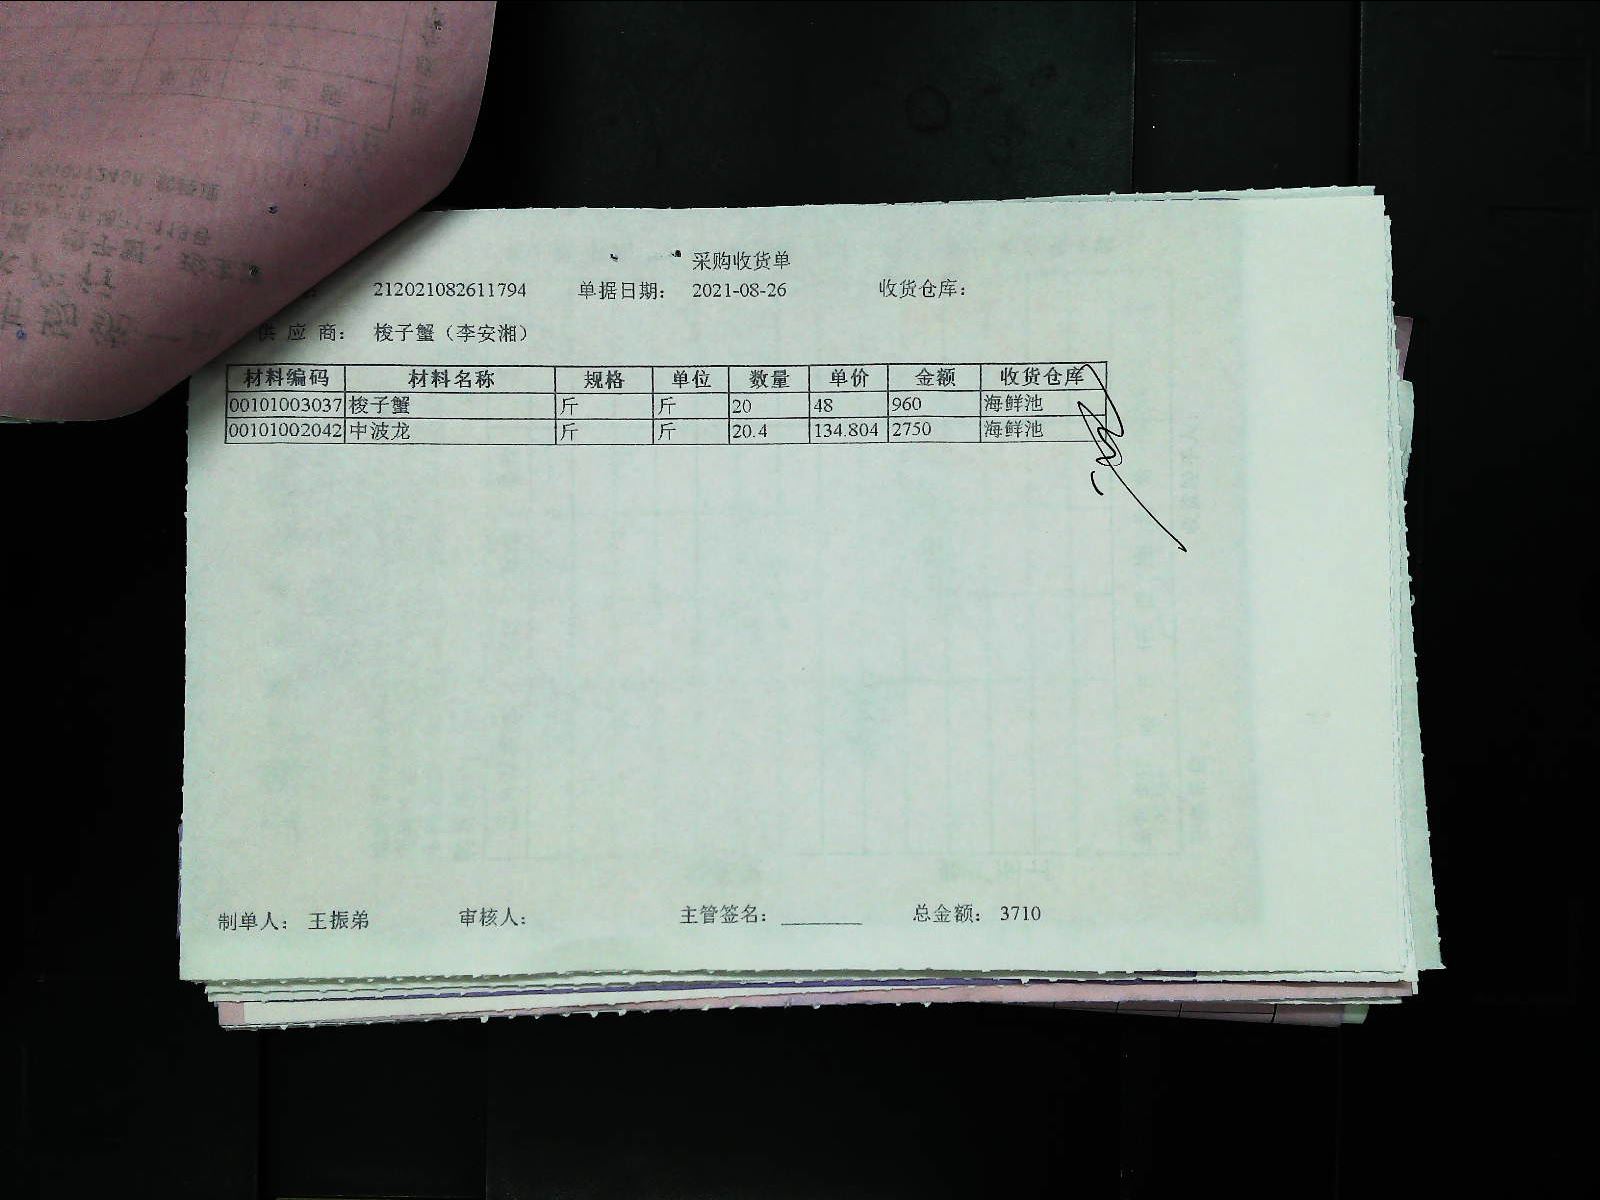 采购收货单
212021082611794 单据日期： 2021-08-26 收货仓库：
供 应 商： 梭子蟹（李安湘）
材料编码 材料名称 规格 单位 数量 单价 金额 收货仓库
00101003037 梭子蟹 斤 斤 20 48 960 海鲜池
00101002042 中波龙 斤 斤 20.4 134.804 2750 海鲜池
制单人： 王振弟 审核人： 主管签名： ________ 总金额： 3710